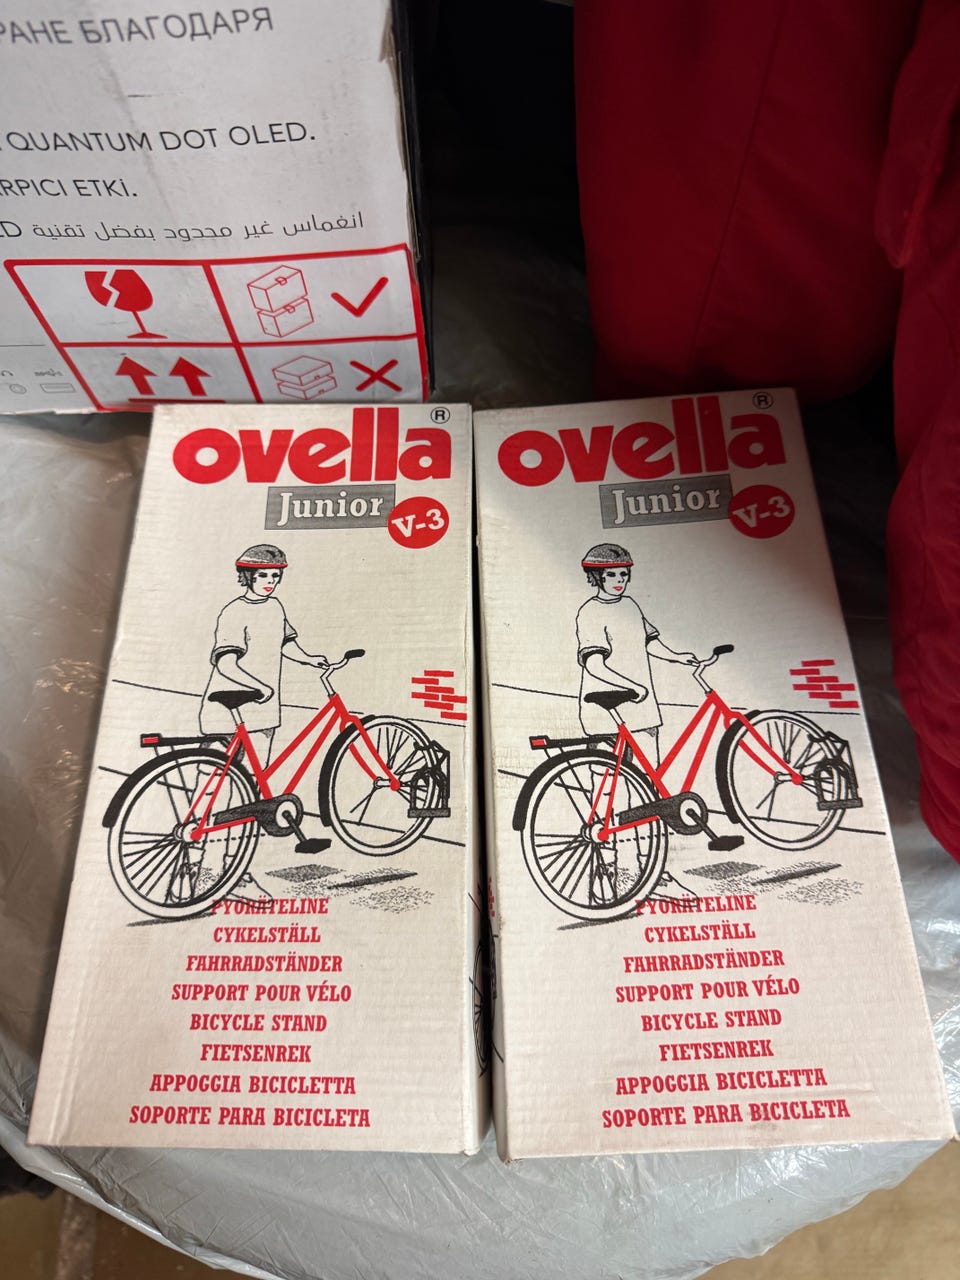 РАНЕ БЛАГОДАРЯ
QUANTUM DOT OLED.
RPICI ETKİ.
انغماس غير محدود بفضل تقنية
ovella®
Junior
V-3
PYÖRÄTELINE
CYKELSTÄLL
FAHRRADSTÄNDER
SUPPORT POUR VÉLO
BICYCLE STAND
FIETSENREK
APPOGGIA BICICLETTA
SOPORTE PARA BICICLETA
ovella®
Junior
V-3
PYÖRÄTELINE
CYKELSTÄLL
FAHRRADSTÄNDER
SUPPORT POUR VÉLO
BICYCLE STAND
FIETSENREK
APPOGGIA BICICLETTA
SOPORTE PARA BICICLETA